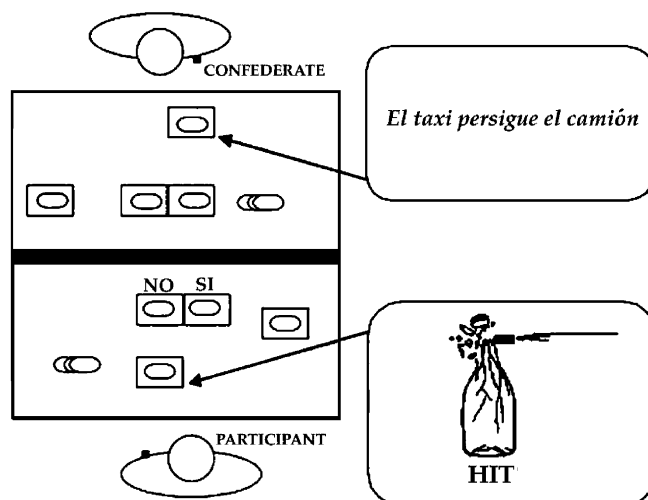 CONFEDERATE
El taxi persigue el camión
NO SI
PARTICIPANT
HIT